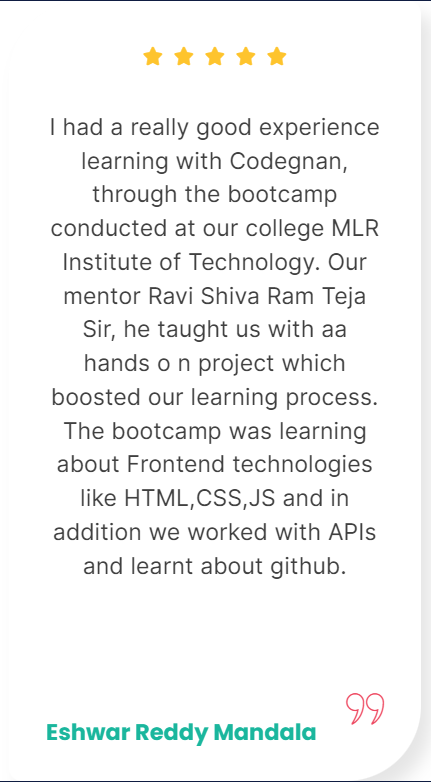 I had a really good experience
learning with Codegnan,
through the bootcamp
conducted at our college MLR
Institute of Technology. Our
mentor Ravi Shiva Ram Teja
Sir, he taught us with aa
hands o n project which
boosted our learning process.
The bootcamp was learning
about Frontend technologies
like HTML,CSS,JS and in
addition we worked with APIs
and learnt about github.
Eshwar Reddy Mandala